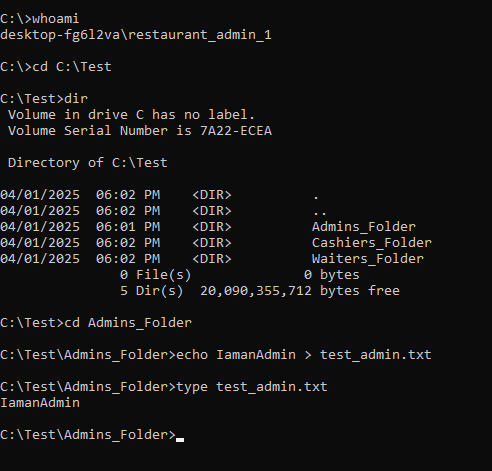 C:\>whoami
desktop-fg6l2va\restaurant_admin_1
C:\>cd C:\Test
C:\Test>dir
 Volume in drive C has no label.
 Volume Serial Number is 7A22-ECEA
 Directory of C:\Test
04/01/2025  06:02 PM    <DIR>          .
04/01/2025  06:02 PM    <DIR>          ..
04/01/2025  06:01 PM    <DIR>          Admins_Folder
04/01/2025  06:02 PM    <DIR>          Cashiers_Folder
04/01/2025  06:02 PM    <DIR>          Waiters_Folder
               0 File(s)              0 bytes
               5 Dir(s)  20,090,355,712 bytes free
C:\Test>cd Admins_Folder
C:\Test\Admins_Folder>echo IamanAdmin > test_admin.txt
C:\Test\Admins_Folder>type test_admin.txt
IamanAdmin
C:\Test\Admins_Folder>